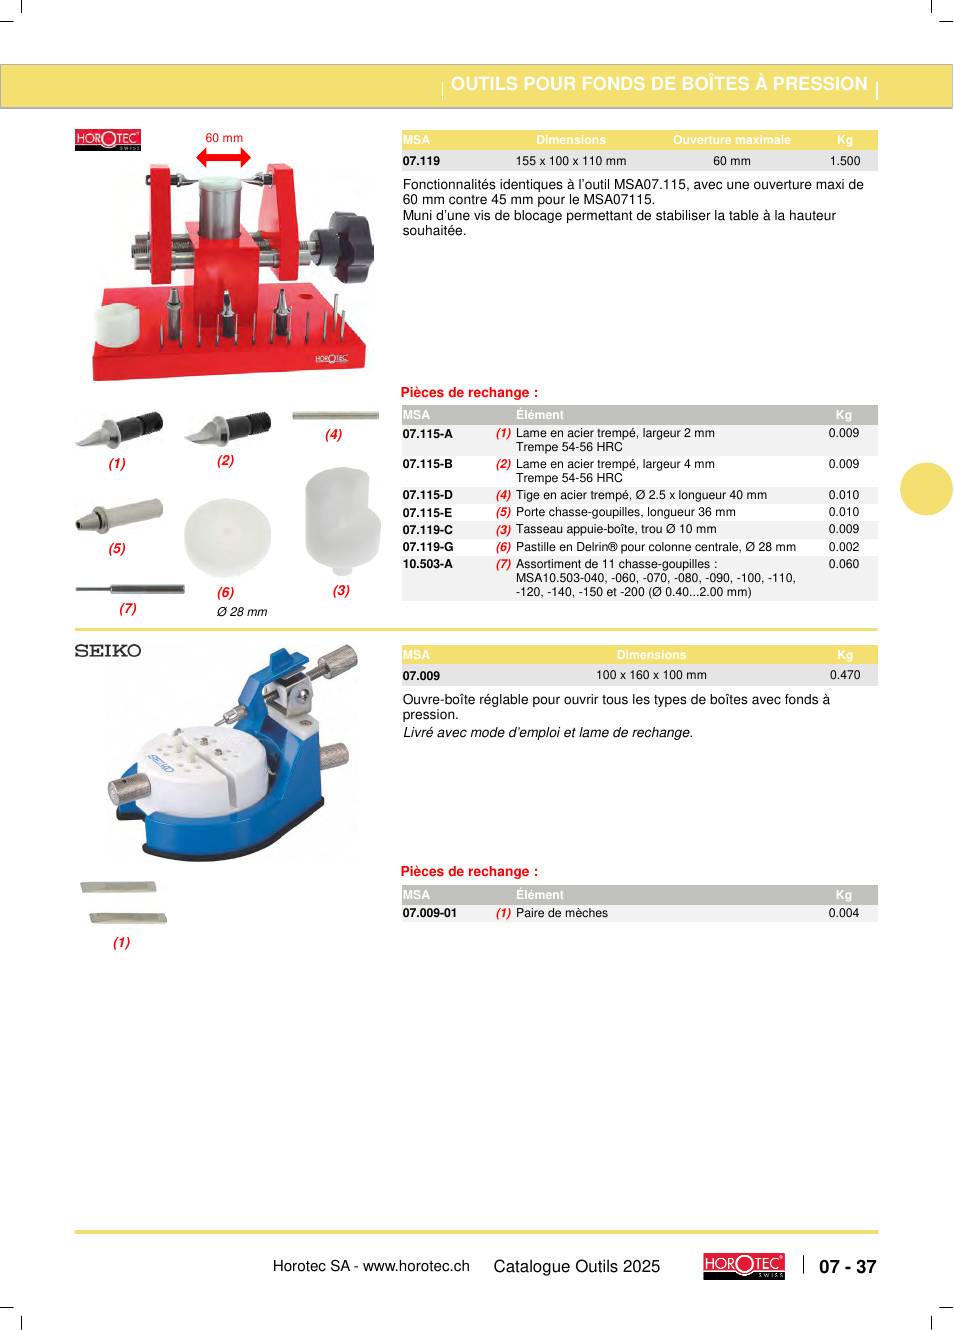 OUTILS POUR FONDS DE BOÎTES À PRESSION
HOROTEC®
SWISS
60 mm
HOROTEC
MSA Dimensions Ouverture maximale Kg
07.119 155 x 100 x 110 mm 60 mm 1.500
Fonctionnalités identiques à l'outil MSA07.115, avec une ouverture maxi de
60 mm contre 45 mm pour le MSA07115.
Muni d'une vis de blocage permettant de stabiliser la table à la hauteur
souhaitée.
(1)
(2)
(4)
(5)
(6)
Ø 28 mm
(3)
(7)
Pièces de rechange :
MSA Élément Kg
07.115-A (1) Lame en acier trempé, largeur 2 mm 0.009
Trempe 54-56 HRC
07.115-B (2) Lame en acier trempé, largeur 4 mm 0.009
Trempe 54-56 HRC
07.115-D (4) Tige en acier trempé, Ø 2.5 x longueur 40 mm 0.010
07.115-E (5) Porte chasse-goupilles, longueur 36 mm 0.010
07.119-C (3) Tasseau appuie-boîte, trou Ø 10 mm 0.009
07.119-G (6) Pastille en Delrin® pour colonne centrale, Ø 28 mm 0.002
10.503-A (7) Assortiment de 11 chasse-goupilles : 0.060
MSA10.503-040, -060, -070, -080, -090, -100, -110,
-120, -140, -150 et -200 (Ø 0.40...2.00 mm)
SEIKO
SEIKO
MSA Dimensions Kg
07.009 100 x 160 x 100 mm 0.470
Ouvre-boîte réglable pour ouvrir tous les types de boîtes avec fonds à
pression.
Livré avec mode d'emploi et lame de rechange.
(1)
Pièces de rechange :
MSA Élément Kg
07.009-01 (1) Paire de mèches 0.004
Horotec SA - www.horotec.ch Catalogue Outils 2025 HOROTEC® SWISS 07 - 37